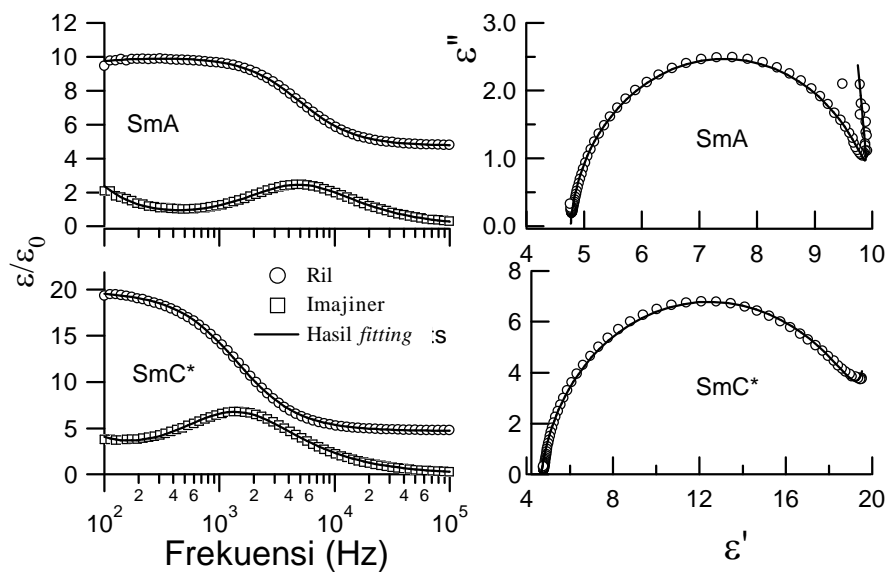 12
10
8
6
4
2
0
SmA
ε/ε0
20
15
10
5
0
Ril
Imajiner
Hasil fitting
ts
SmC*
2 4 6 2 4 6 2 4 6
10^2 10^3 10^4 10^5
Frekuensi (Hz)
ε''
3.0
2.0
1.0
0.0
SmA
4 5 6 7 8 9 10
8
6
4
2
0
SmC*
4 8 12 16 20
ε'